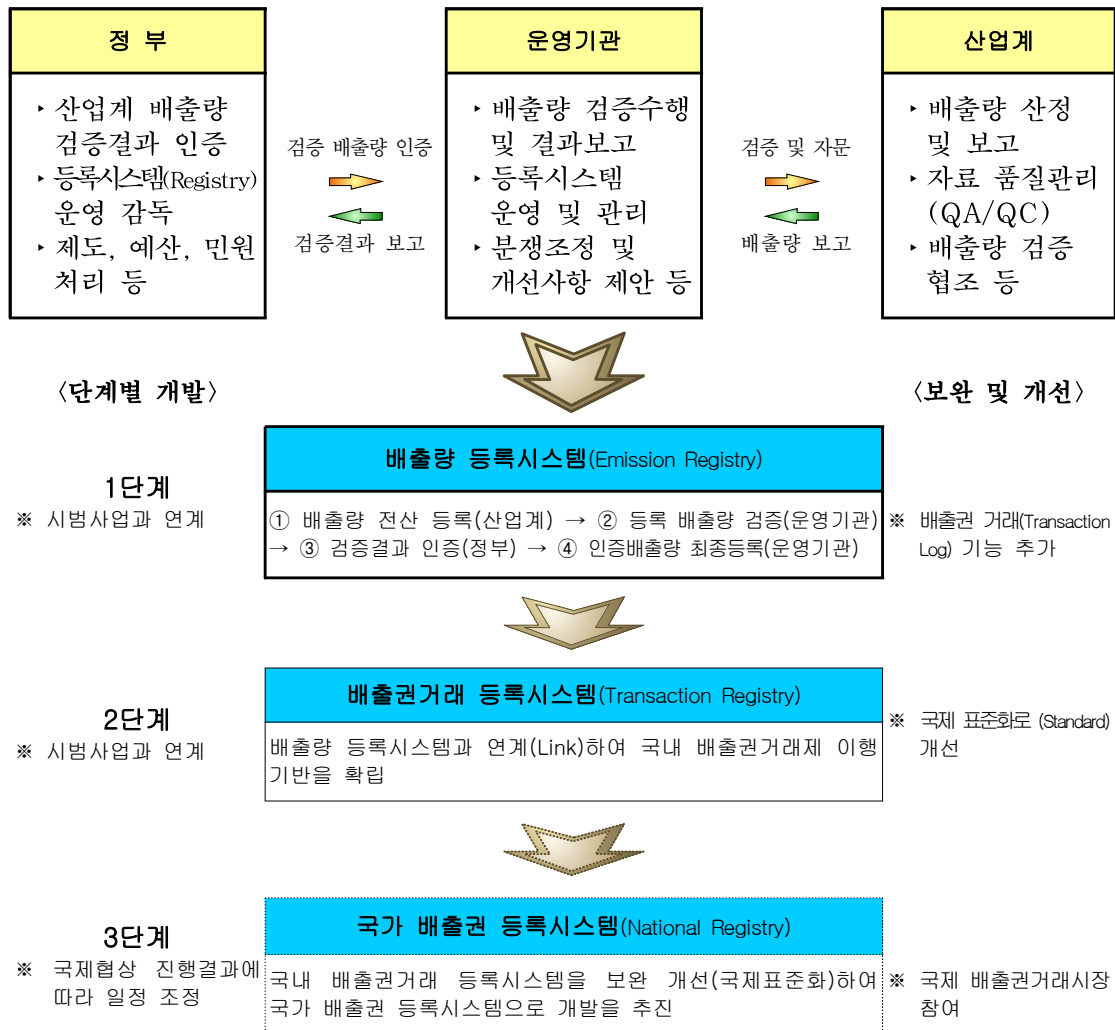 정 부
▸ 산업계 배출량
검증결과 인증
▸ 등록시스템(Registry)
운영 감독
▸ 제도, 예산, 민원
처리 등
검증 배출량 인증
검증결과 보고
운영기관
▸ 배출량 검증수행
및 결과보고
▸ 등록시스템
운영 및 관리
▸ 분쟁조정 및
개선사항 제안 등
검증 및 자문
배출량 보고
산업계
▸ 배출량 산정
및 보고
▸ 자료 품질관리
(QA/QC)
▸ 배출량 검증
협조 등
〈단계별 개발〉
〈보완 및 개선〉
1단계
※ 시범사업과 연계
배출량 등록시스템(Emission Registry)
① 배출량 전산 등록(산업계) → ② 등록 배출량 검증(운영기관)
→ ③ 검증결과 인증(정부) → ④ 인증배출량 최종등록(운영기관)
※ 배출권 거래(Transaction
Log) 기능 추가
2단계
※ 시범사업과 연계
배출권거래 등록시스템(Transaction Registry)
배출량 등록시스템과 연계(Link)하여 국내 배출권거래제 이행
기반을 확립
※ 국제 표준화로 (Standard)
개선
3단계
※ 국제협상 진행결과에
따라 일정 조정
국가 배출권 등록시스템(National Registry)
국내 배출권거래 등록시스템을 보완 개선(국제표준화)하여
국가 배출권 등록시스템으로 개발을 추진
※ 국제 배출권거래시장
참여